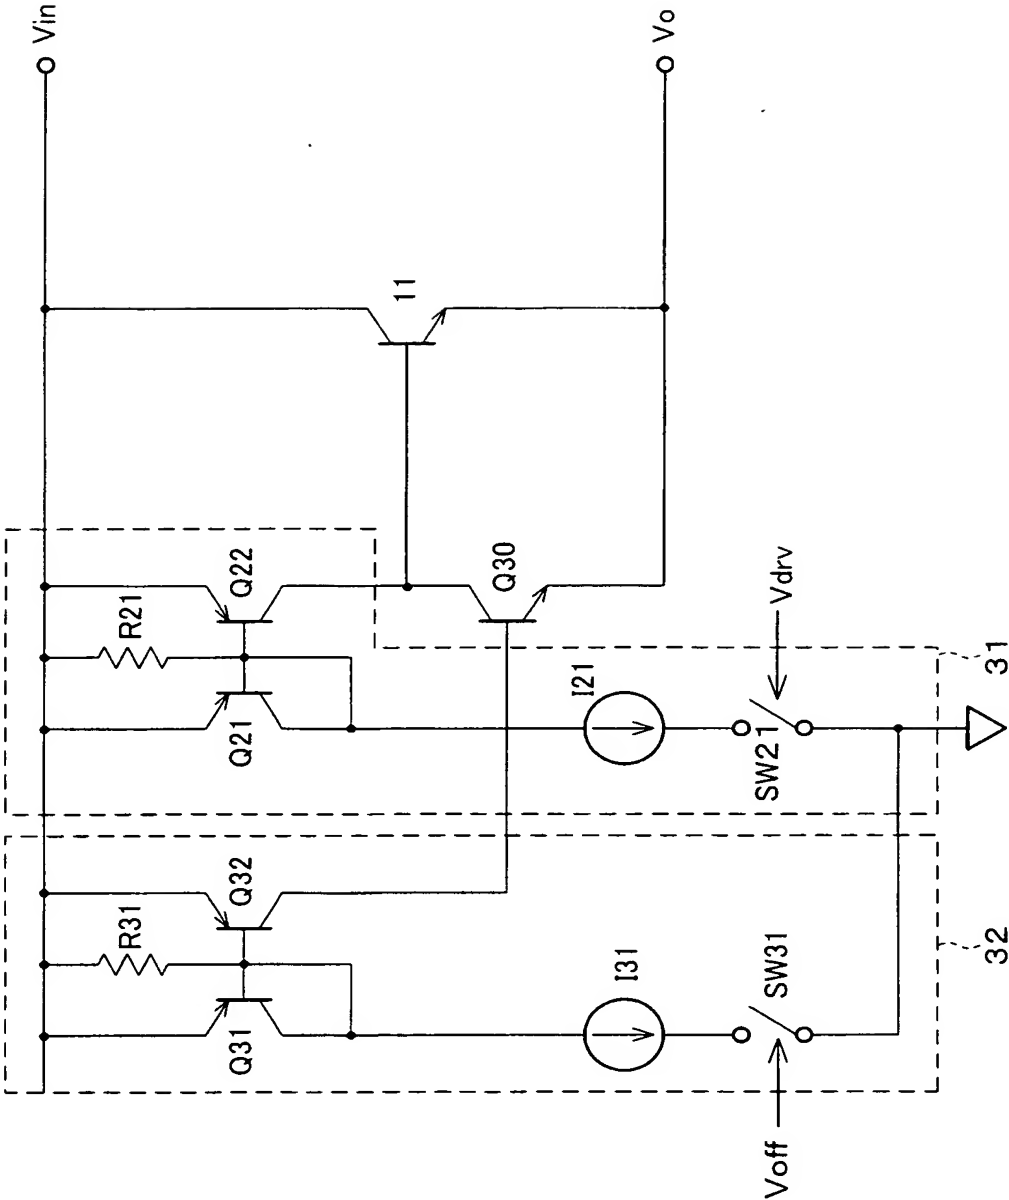 Vin
Vo
11
Q22
R21
Q21
Q30
I21
SW21
Vdrv
31
Q32
R31
Q31
I31
SW31
Voff
32